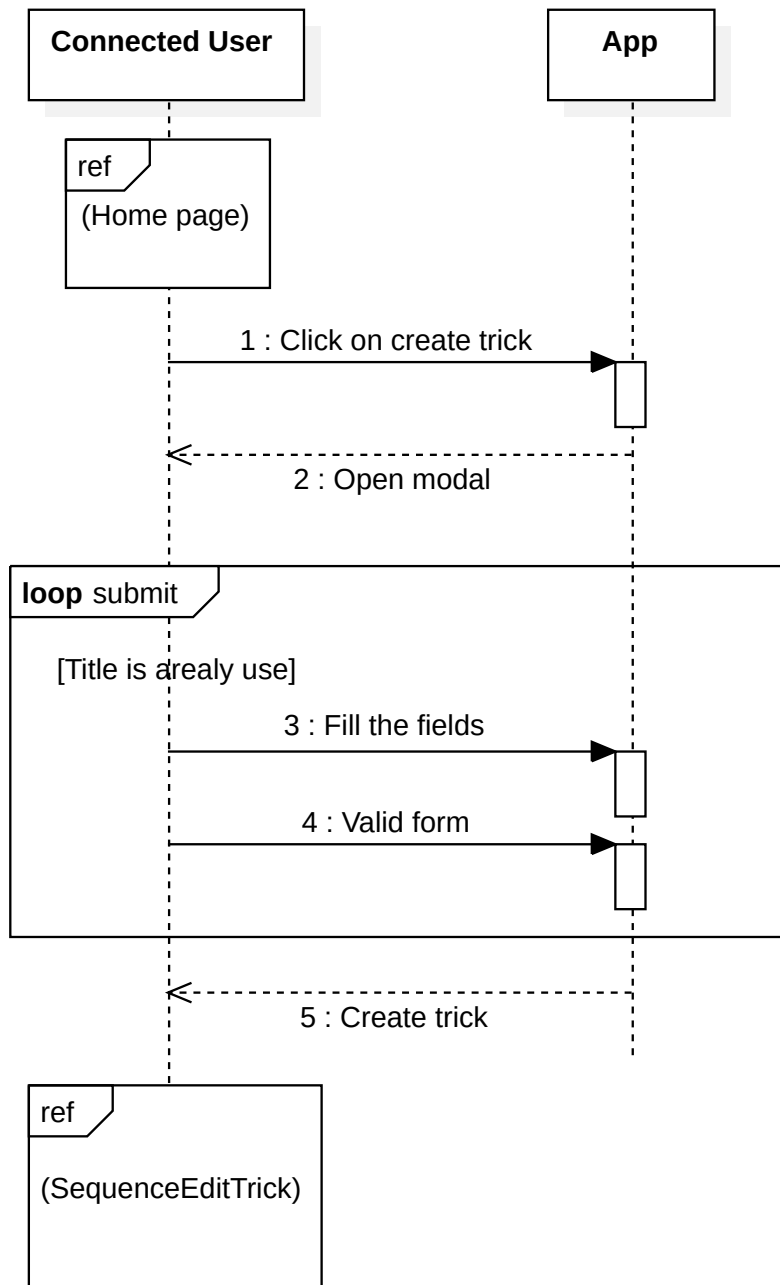 Connected User
App
ref
(Home page)
1 : Click on create trick
2 : Open modal
loop submit
[Title is arealy use]
3 : Fill the fields
4 : Valid form
5 : Create trick
ref
(SequenceEditTrick)